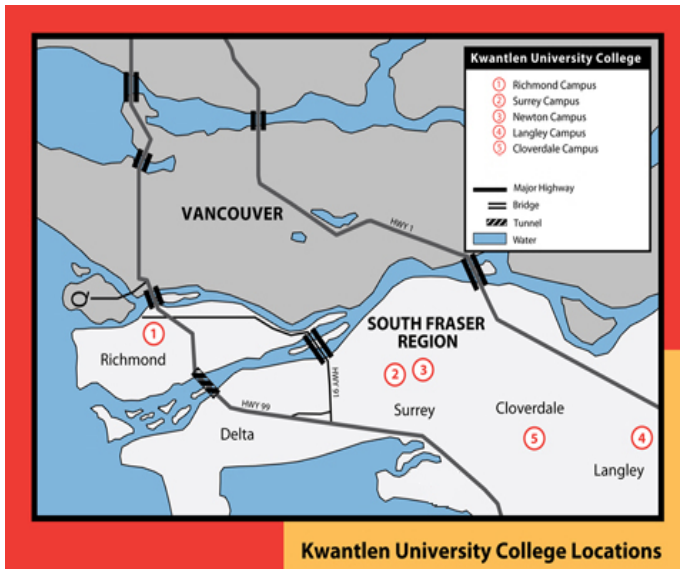 Kwantlen University College
1 Richmond Campus
2 Surrey Campus
3 Newton Campus
4 Langley Campus
5 Cloverdale Campus
Major Highway
Bridge
Tunnel
Water
VANCOUVER
HWY 1
SOUTH FRASER
REGION
1
Richmond
2
3
HWY 91
Surrey
HWY 99
Delta
Cloverdale
5
4
Langley
Kwantlen University College Locations